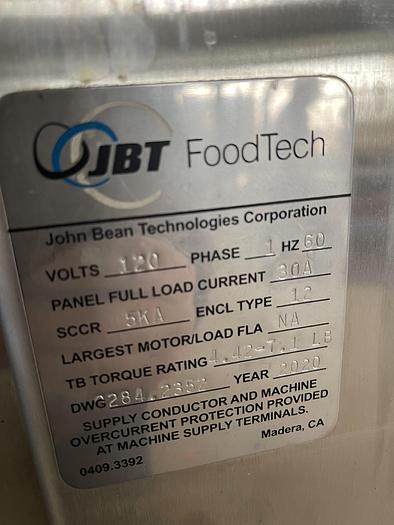 JBT FoodTech
John Bean Technologies Corporation
VOLTS 120 PHASE 1 HZ 60
PANEL FULL LOAD CURRENT 30A
SCCR 5KA ENCL TYPE 12
LARGEST MOTOR/LOAD FLA NA
TB TORQUE RATING 4.42-7.1 LB
DWG YEAR 2020
SUPPLY CONDUCTOR AND MACHINE
OVERCURRENT PROTECTION PROVIDED
AT MACHINE SUPPLY TERMINALS.
Madera, CA
0409.3392